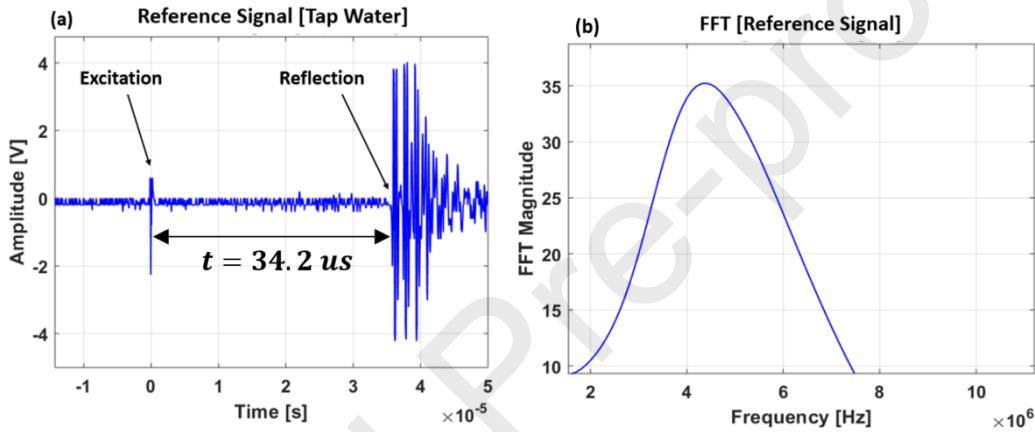 (a)
Reference Signal [Tap Water]
4
2
0
-2
-4
Amplitude [V]
Excitation
Reflection
t = 34.2 us
-1
0
1
2
3
4
5
Time [s]
×10⁻⁵
(b)
FFT [Reference Signal]
35
30
25
20
15
10
FFT Magnitude
2
4
6
8
10
Frequency [Hz]
×10⁶
Pre-pro